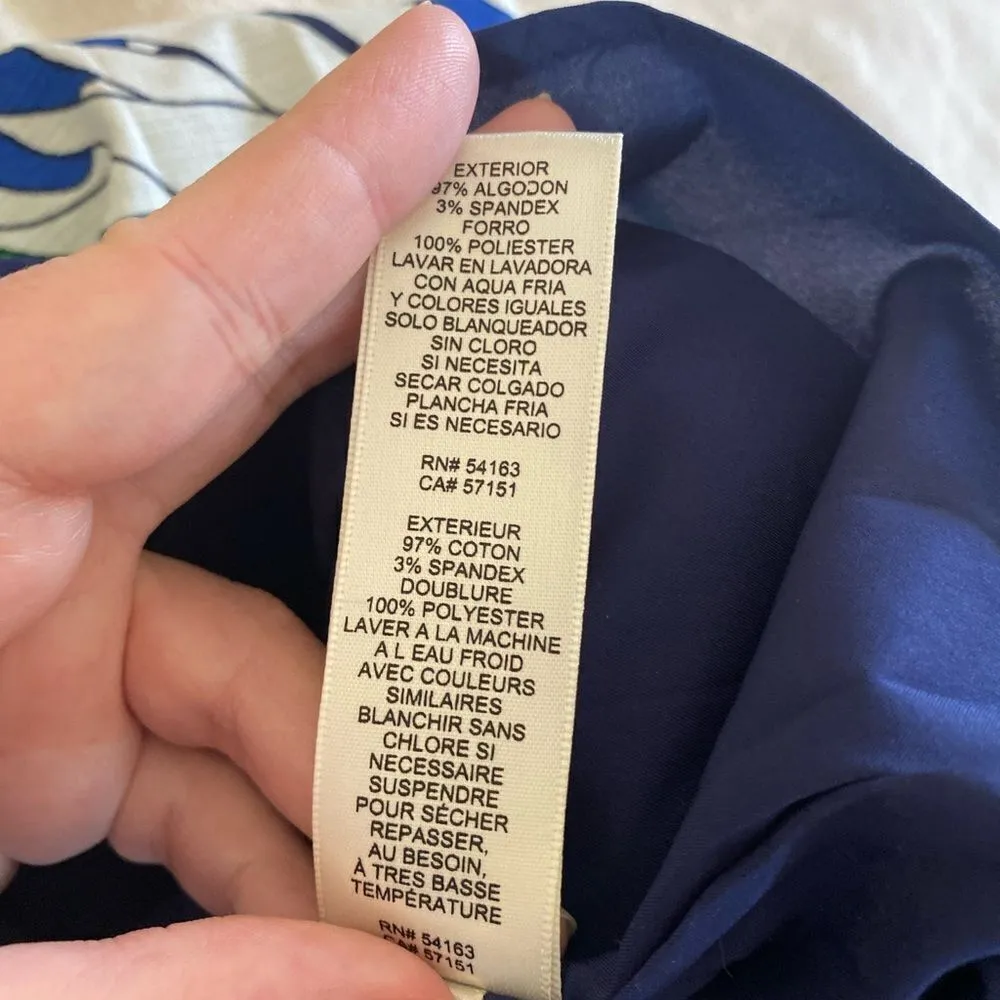 EXTERIOR
97% ALGODON
3% SPANDEX
FORRO
100% POLIESTER
LAVAR EN LAVADORA
CON AQUA FRIA
Y COLORES IGUALES
SOLO BLANQUEADOR
SIN CLORO
SI NECESITA
SECAR COLGADO
PLANCHA FRIA
SI ES NECESARIO
RN# 54163
CA# 57151
EXTERIEUR
97% COTON
3% SPANDEX
DOUBLURE
100% POLYESTER
LAVER A LA MACHINE
A L EAU FROID
AVEC COULEURS
SIMILAIRES
BLANCHIR SANS
CHLORE SI
NECESSAIRE
SUSPENDRE
POUR SÉCHER
REPASSER,
AU BESOIN,
À TRES BASSE
TEMPÉRATURE
RN# 54163
CA# 57151